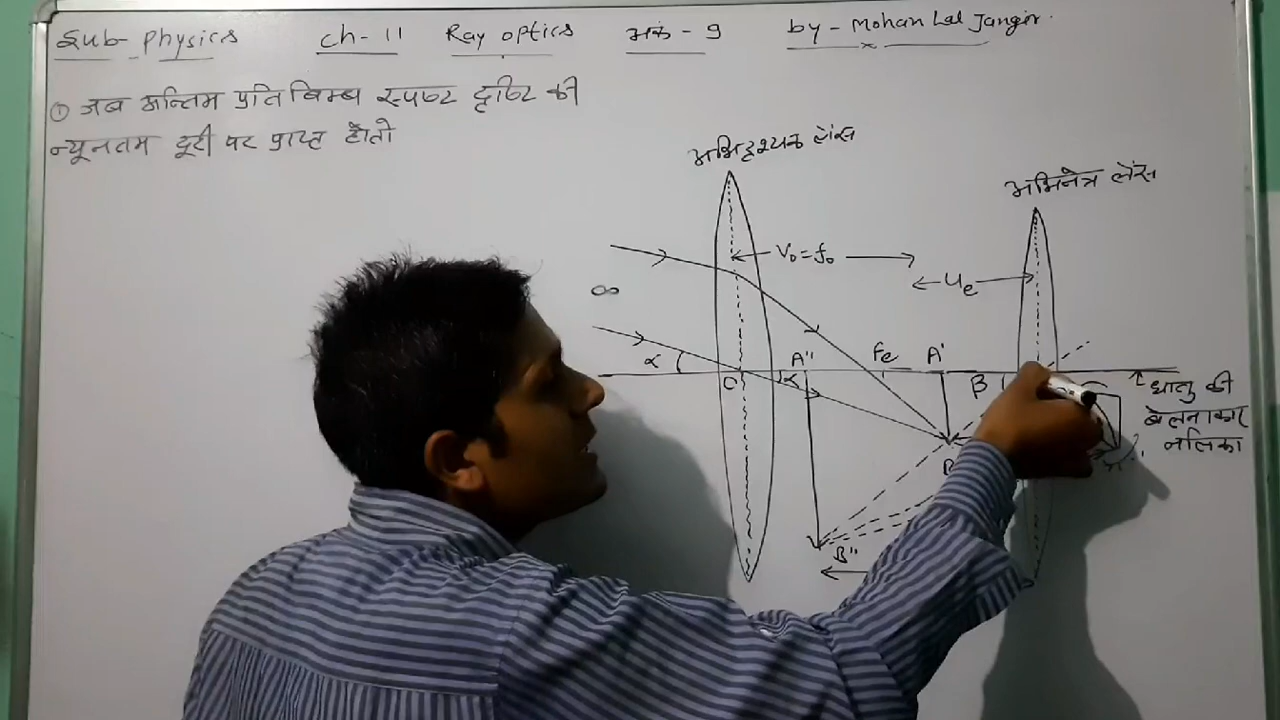 Sub- Physics ch- 11 Ray optics अंक - 9 by - Mohan Lal Jangir
① जब अन्तिम प्रतिबिम्ब स्पष्ट दृष्टि की
न्यूनतम दूरी पर प्राप्त हो तो
अभिदृश्यक लेंस
अभिनेत्र लेंस
V₀ = f₀
uₑ
∞
α
O
α
A"
fe
A'
β
धातु की
बेलनाकार
नलिका
B"